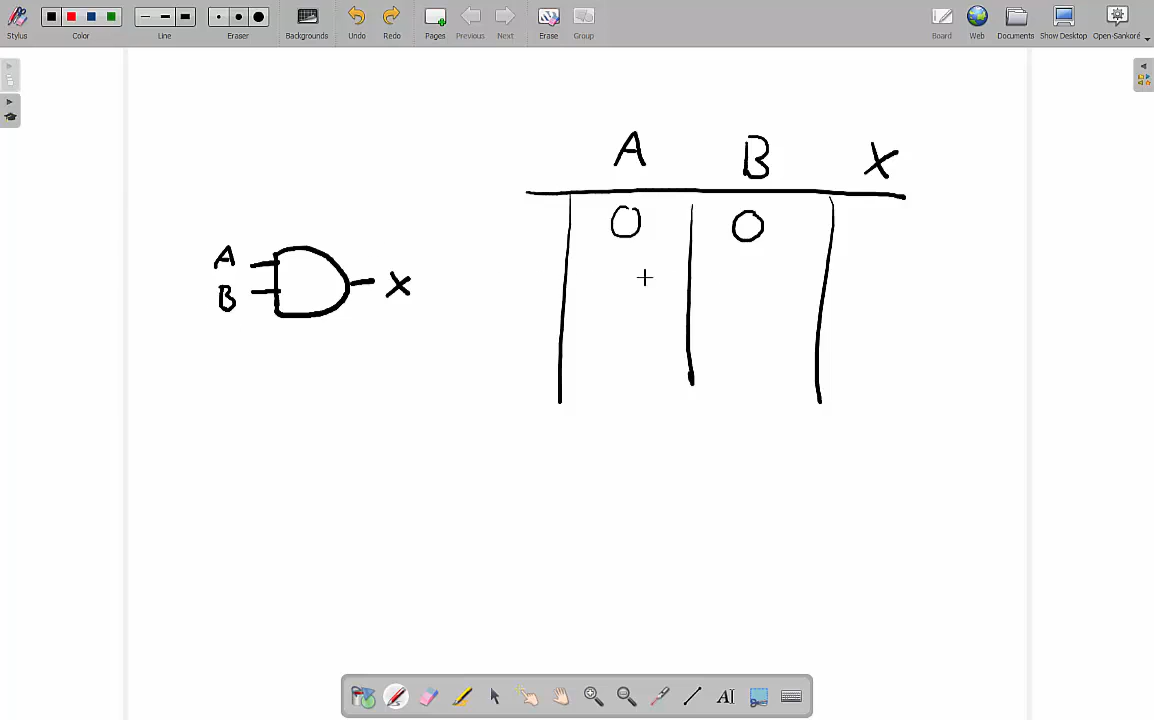 Stylus Color Line Eraser Backgrounds Undo Redo Pages Previous Next Erase Group Board Web Documents Show Desktop Open-Sankoré
A B X
0 0
A
B X
AI